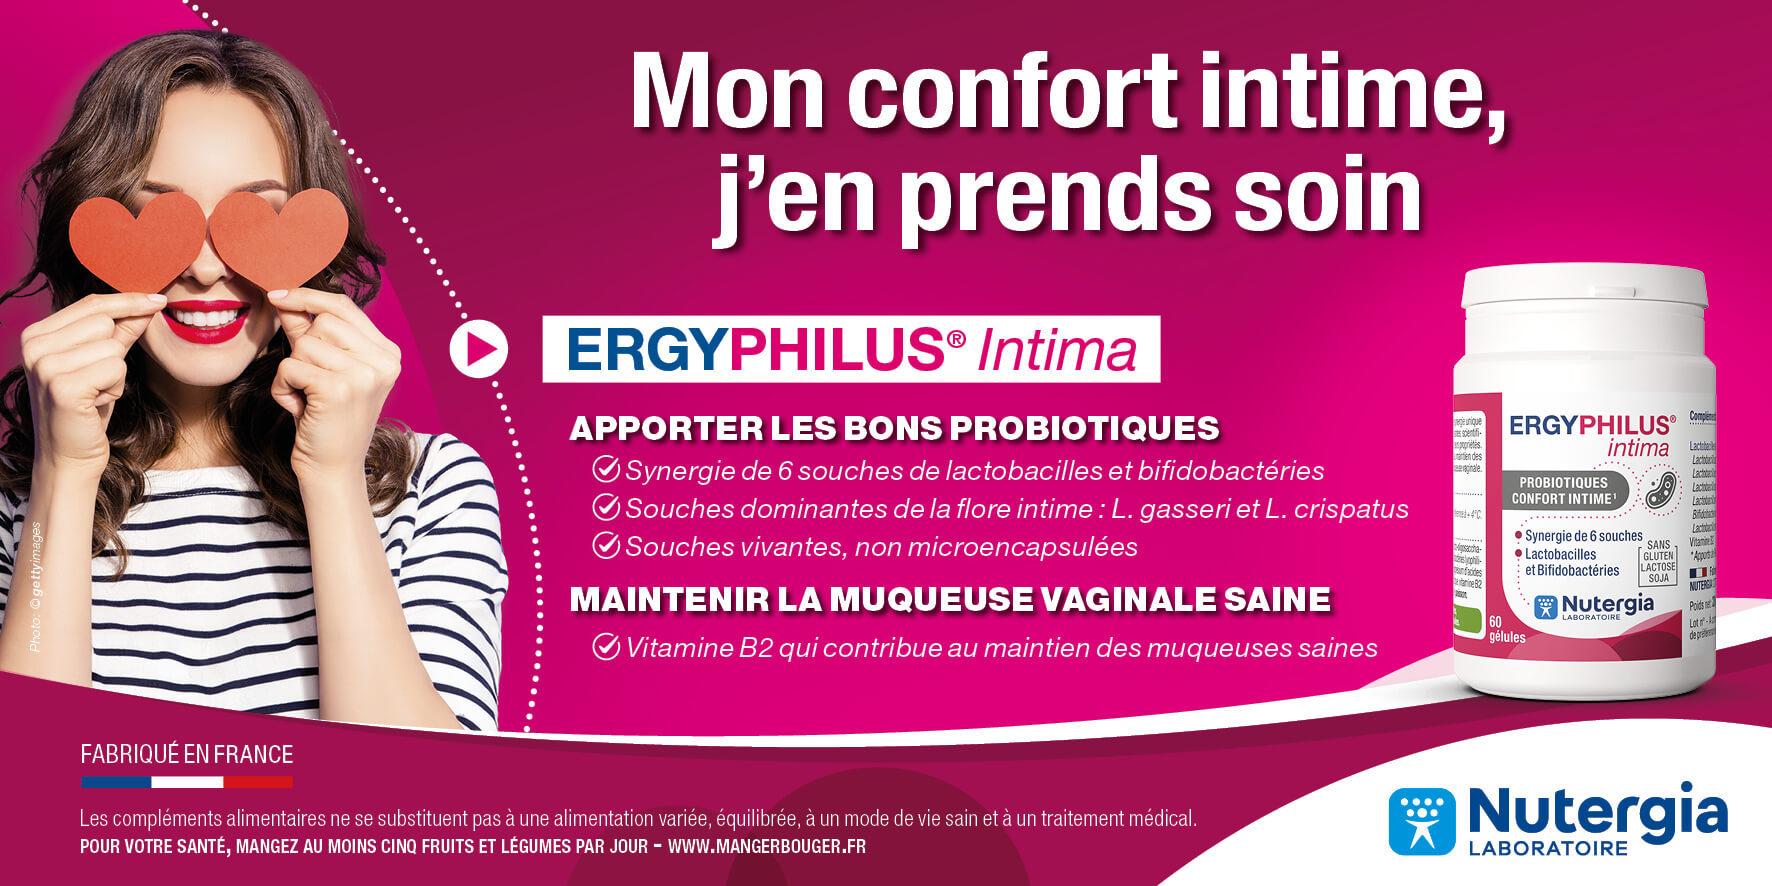 Mon confort intime,
j’en prends soin
ERGYPHILUS® Intima
APPORTER LES BONS PROBIOTIQUES
Synergie de 6 souches de lactobacilles et bifidobactéries
Souches dominantes de la flore intime : L. gasseri et L. crispatus
Souches vivantes, non microencapsulées
MAINTENIR LA MUQUEUSE VAGINALE SAINE
Vitamine B2 qui contribue au maintien des muqueuses saines
ERGYPHILUS®
intima
PROBIOTIQUES
CONFORT INTIME¹
Synergie de 6 souches
Lactobacilles
et Bifidobactéries
SANS
GLUTEN
LACTOSE
SOJA
Nutergia
LABORATOIRE
60
gélules
Photo: © gettyimages
FABRIQUÉ EN FRANCE
Les compléments alimentaires ne se substituent pas à une alimentation variée, équilibrée, à un mode de vie sain et à un traitement médical.
POUR VOTRE SANTÉ, MANGEZ AU MOINS CINQ FRUITS ET LÉGUMES PAR JOUR - WWW.MANGERBOUGER.FR
Nutergia
LABORATOIRE